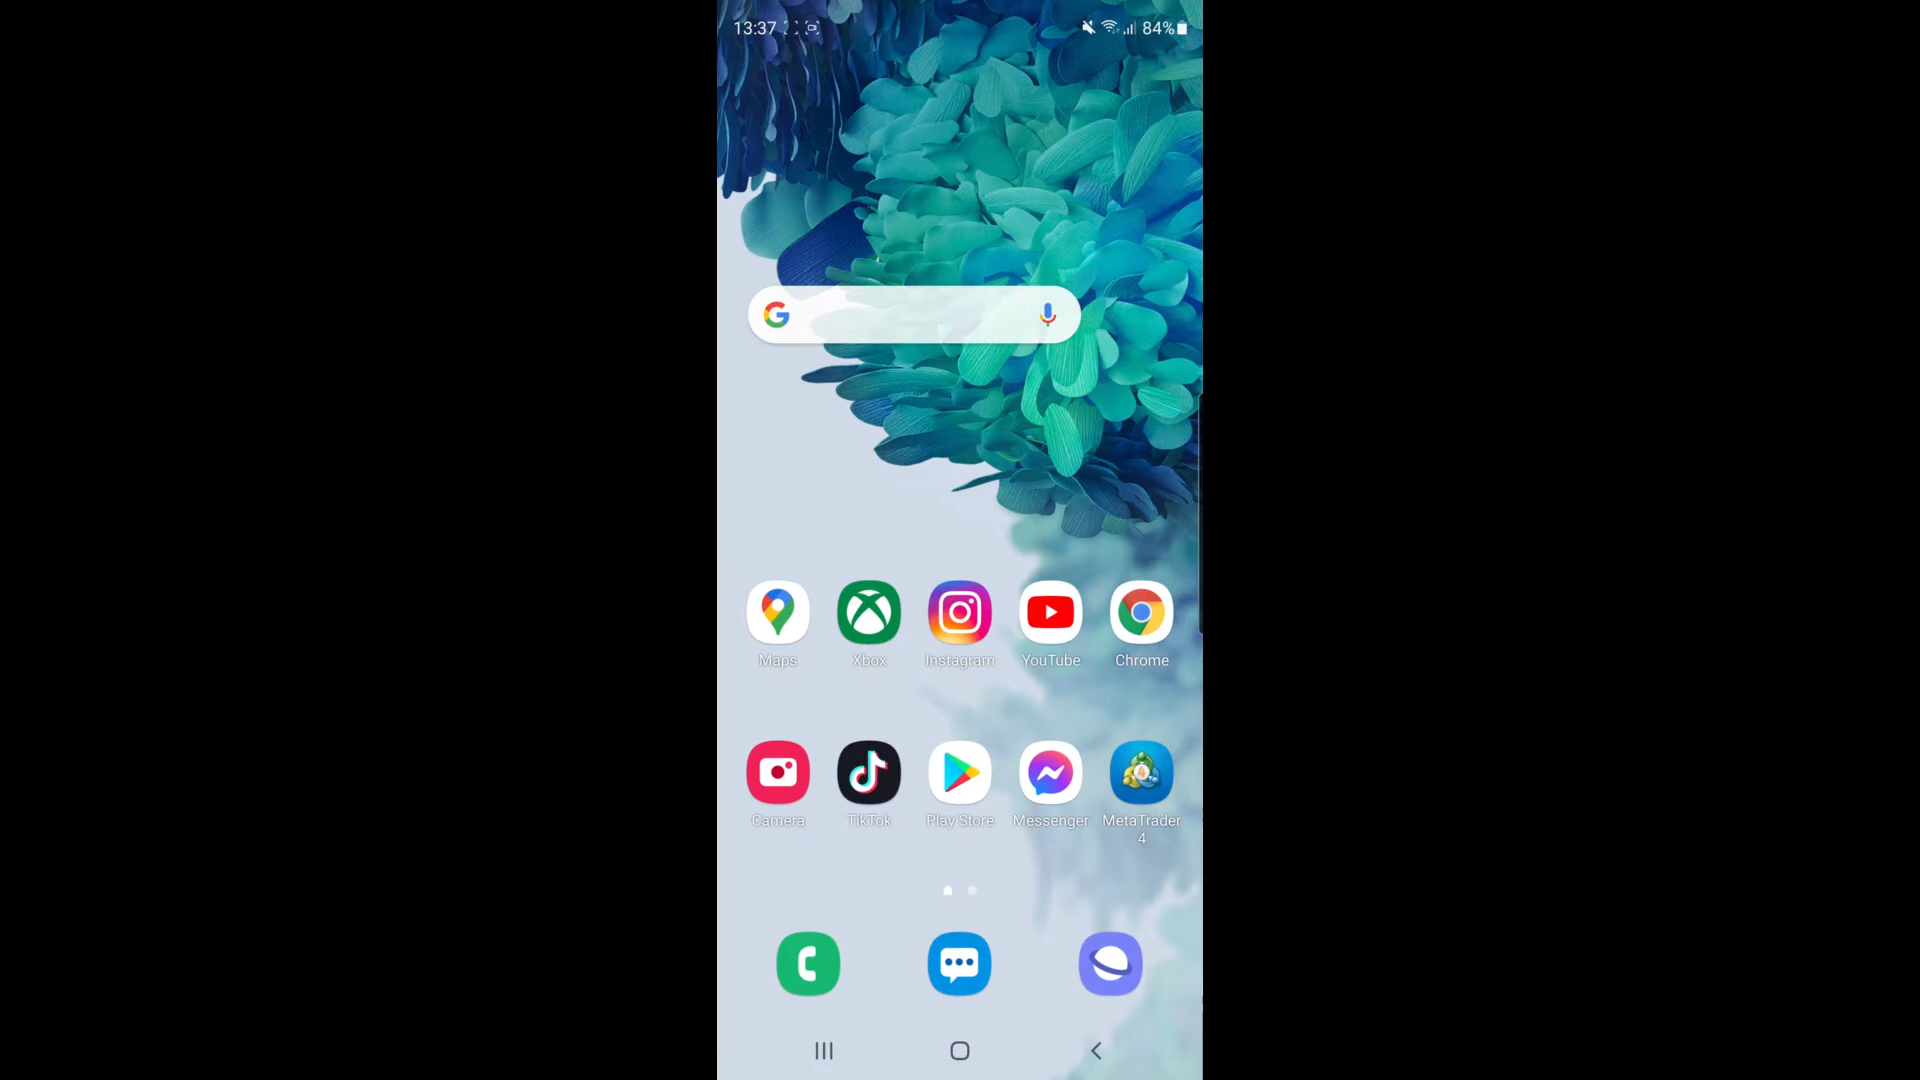 13:37
84%
Maps
Xbox
Instagram
YouTube
Chrome
Camera
TikTok
Play Store
Messenger
MetaTrader
4